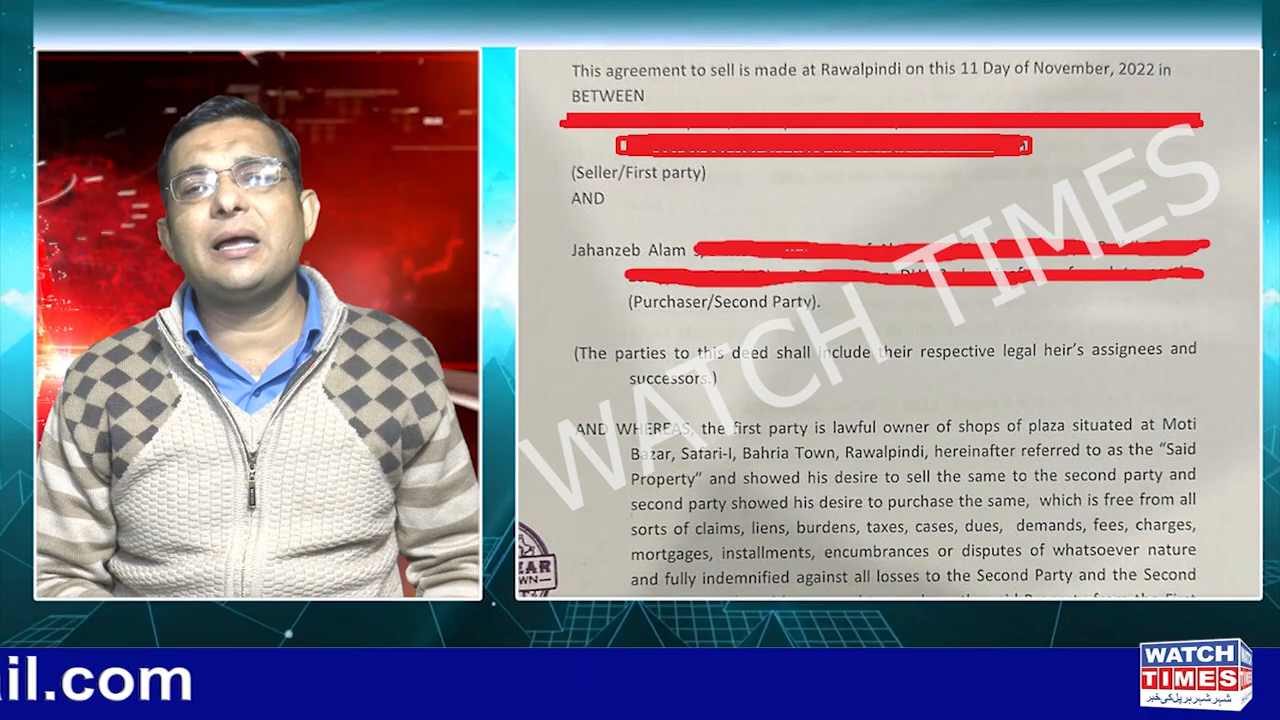 This agreement to sell is made at Rawalpindi on this 11 Day of November, 2022 in
BETWEEN
(Seller/First party)
AND
Jahanzeb Alam
(Purchaser/Second Party).
(The parties to this deed shall include their respective legal heir's assignees and
successors.)
AND WHEREAS, the first party is lawful owner of shops of plaza situated at Moti
Bazar, Safari-I, Bahria Town, Rawalpindi, hereinafter referred to as the “Said
Property” and showed his desire to sell the same to the second party and
second party showed his desire to purchase the same, which is free from all
sorts of claims, liens, burdens, taxes, cases, dues, demands, fees, charges,
mortgages, installments, encumbrances or disputes of whatsoever nature
and fully indemnified against all losses to the Second Party and the Second
WATCH TIMES
il.com
WATCH
TIMES
شہر شہر ہر پل کی خبر